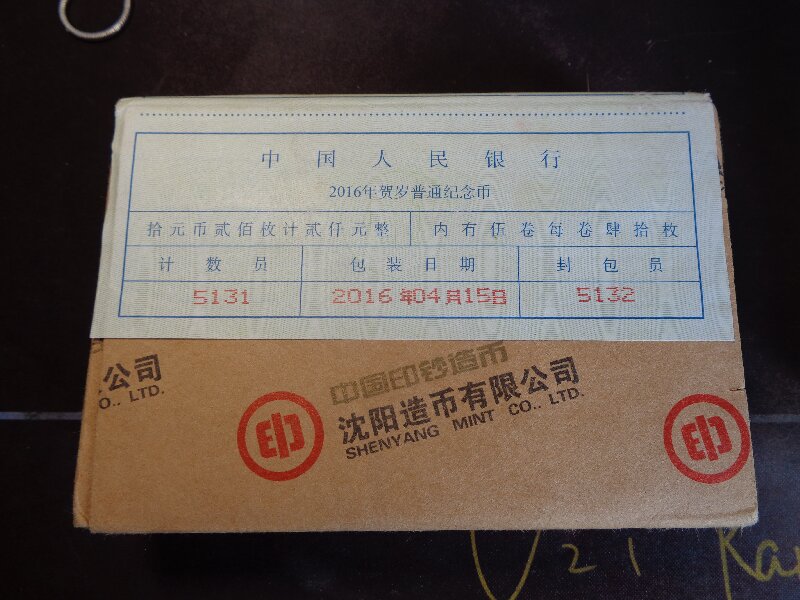 中国人民银行
2016年贺岁普通纪念币
拾元币贰佰枚计贰仟元整 内有伍卷每卷肆拾枚
计数员 包装日期 封包员
5131 2016年04月15日 5132
公司
O., LTD.
中国印钞造币
沈阳造币有限公司
SHENYANG MINT CO., LTD.
印
印
U21 Ka